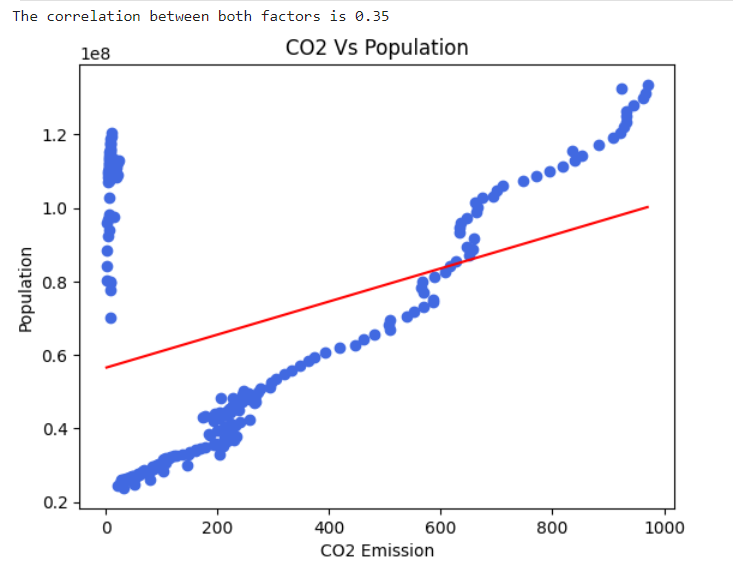 The correlation between both factors is 0.35
CO2 Vs Population
1e8
1.2
1.0
0.8
0.6
0.4
0.2
Population
0 200 400 600 800 1000
CO2 Emission